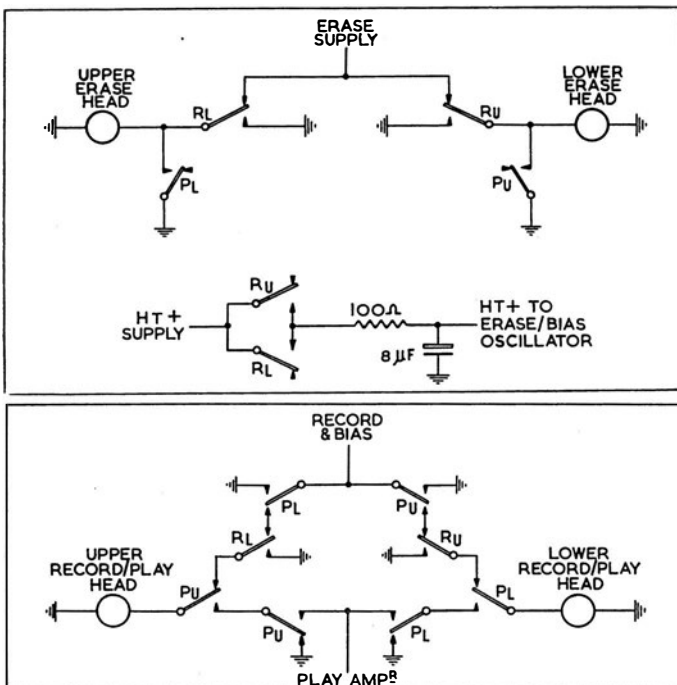 ERASE
SUPPLY
UPPER
ERASE
HEAD
LOWER
ERASE
HEAD
RL
RU
PL
PU
RU
HT+
SUPPLY
RL
100Ω
8µF
HT+ TO
ERASE/BIAS
OSCILLATOR
RECORD
& BIAS
PL
PU
RL
RU
UPPER
RECORD/PLAY
HEAD
LOWER
RECORD/PLAY
HEAD
PU
PL
PU
PL
PLAY AMPR